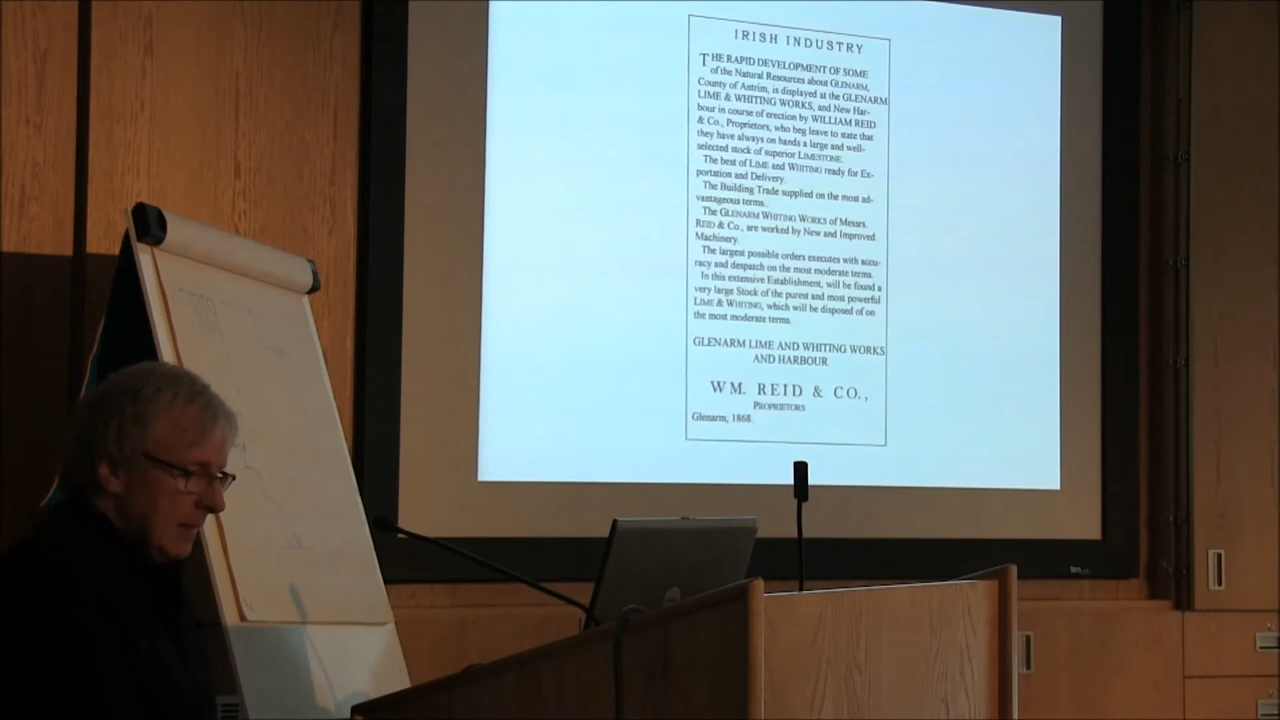 IRISH INDUSTRY
THE RAPID DEVELOPMENT OF SOME
of the Natural Resources about GLENARM,
County of Antrim, is displayed at the GLENARM
LIME & WHITING WORKS, and New Har-
bour in course of erection by WILLIAM REID
& Co., Proprietors, who beg leave to state that
they have always on hands a large and well-
selected stock of superior LIMESTONE.
The best of LIME and WHITING ready for Ex-
portation and Delivery.
The Building Trade supplied on the most ad-
vantageous terms.
The GLENARM WHITING WORKS of Messrs.
REID & Co., are worked by New and Improved
Machinery.
The largest possible orders executes with accu-
racy and despatch on the most moderate terms.
In this extensive Establishment, will be found a
very large Stock of the purest and most powerful
LIME & WHITING, which will be disposed of on
the most moderate terms.
GLENARM LIME AND WHITING WORKS
AND HARBOUR
WM. REID & CO.,
PROPRIETORS
Glenarm, 1868.